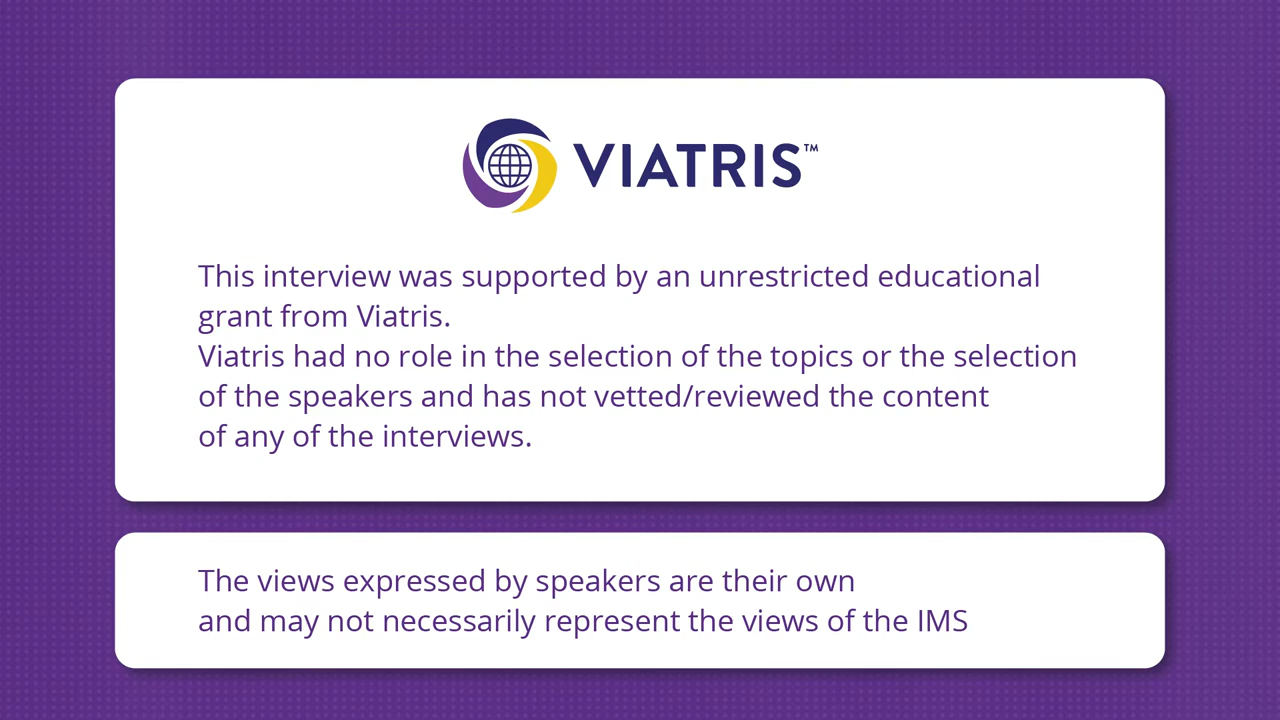 VIATRIS™
This interview was supported by an unrestricted educational
grant from Viatris.
Viatris had no role in the selection of the topics or the selection
of the speakers and has not vetted/reviewed the content
of any of the interviews.
The views expressed by speakers are their own
and may not necessarily represent the views of the IMS